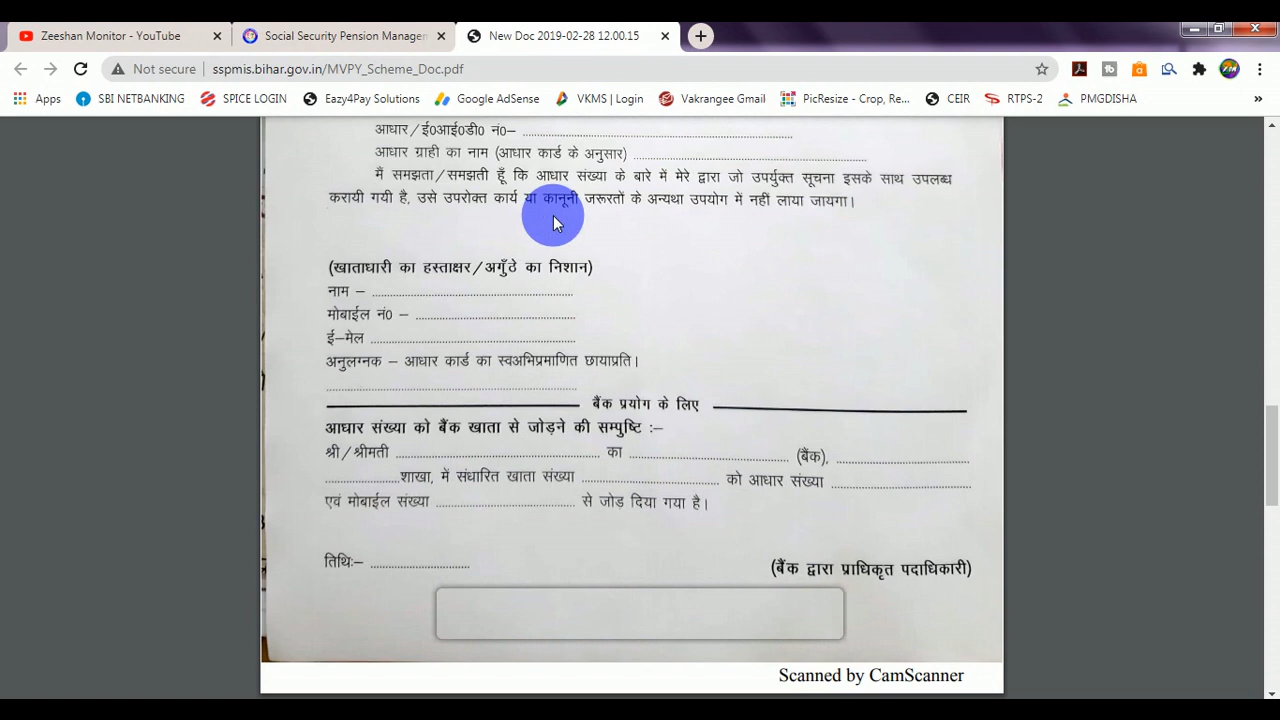 Zeeshan Monitor - YouTube
Social Security Pension Managem
New Doc 2019-02-28 12.00.15
Not secure
sspmis.bihar.gov.in/MVPY_Scheme_Doc.pdf
Apps
SBI NETBANKING
SPICE LOGIN
Eazy4Pay Solutions
Google AdSense
VKMS | Login
Vakrangee Gmail
PicResize - Crop, Re...
CEIR
RTPS-2
PMGDISHA
»
आधार/ई0आई0डी0 नं0– ................
आधार ग्राही का नाम (आधार कार्ड के अनुसार) ................
मैं समझता/समझती हूँ कि आधार संख्या के बारे में मेरे द्वारा जो उपर्युक्त सूचना इसके साथ उपलब्ध
करायी गयी है, उसे उपरोक्त कार्य या कानूनी जरूरतों के अन्यथा उपयोग में नहीं लाया जायगा।
(खाताधारी का हस्ताक्षर/अगुँठे का निशान)
नाम – ................
मोबाईल नं0 – ................
ई–मेल ................
अनुलग्नक – आधार कार्ड का स्वअभिप्रमाणित छायाप्रति।
................
बैंक प्रयोग के लिए
आधार संख्या को बैंक खाता से जोड़ने की सम्पुष्टि :–
श्री/श्रीमती ................ का ................ (बैंक), ................
................शाखा, में संधारित खाता संख्या ................ को आधार संख्या ................
एवं मोबाईल संख्या ................ से जोड़ दिया गया है।
तिथिः– ................ (बैंक द्वारा प्राधिकृत पदाधिकारी)
Scanned by CamScanner